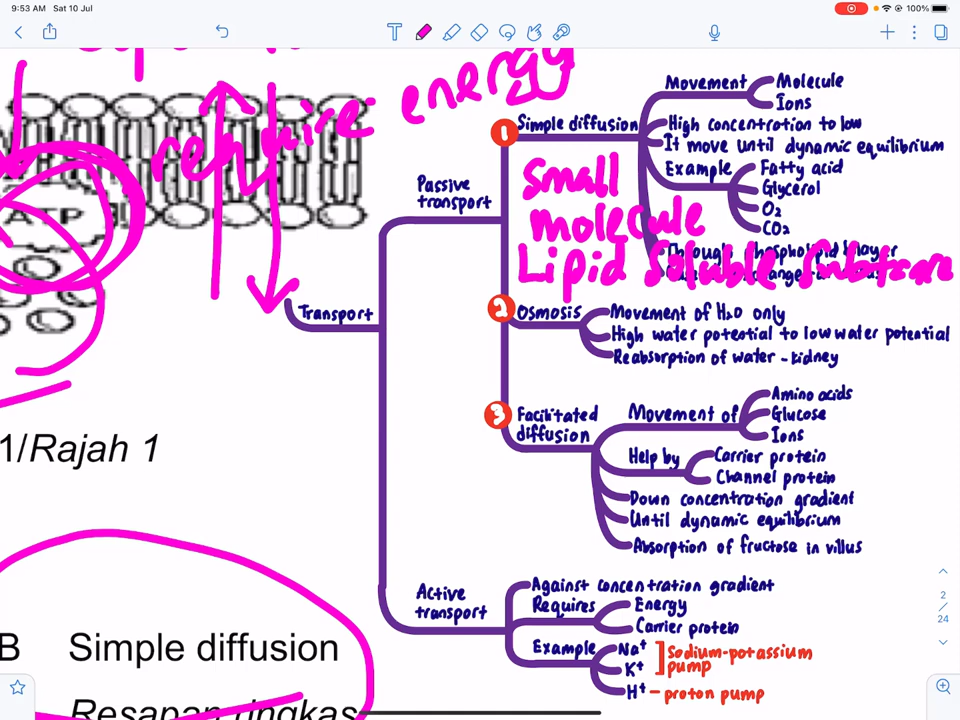 9:53 AM Sat 10 Jul
100%
require energy
ATP
Transport
Passive transport
1 Simple diffusion
Movement
Molecule
Ions
High concentration to low
It move until dynamic equilibrium
Example
Fatty acid
Glycerol
O2
CO2
Through phospholipid bilayer
Small
molecule
Lipid Soluble
2 Osmosis
Movement of H2O only
High water potential to low water potential
Reabsorption of water - kidney
3 Facilitated diffusion
Movement of
Amino acids
Glucose
Ions
Help by
Carrier protein
Channel protein
Down concentration gradient
Until dynamic equilibrium
Absorption of fructose in villus
Active transport
Against concentration gradient
Requires
Energy
Carrier protein
Example
Na+
K+
Sodium-potassium pump
H+ - proton pump
1/Rajah 1
B Simple diffusion
Resapan ringkas
2
/
24